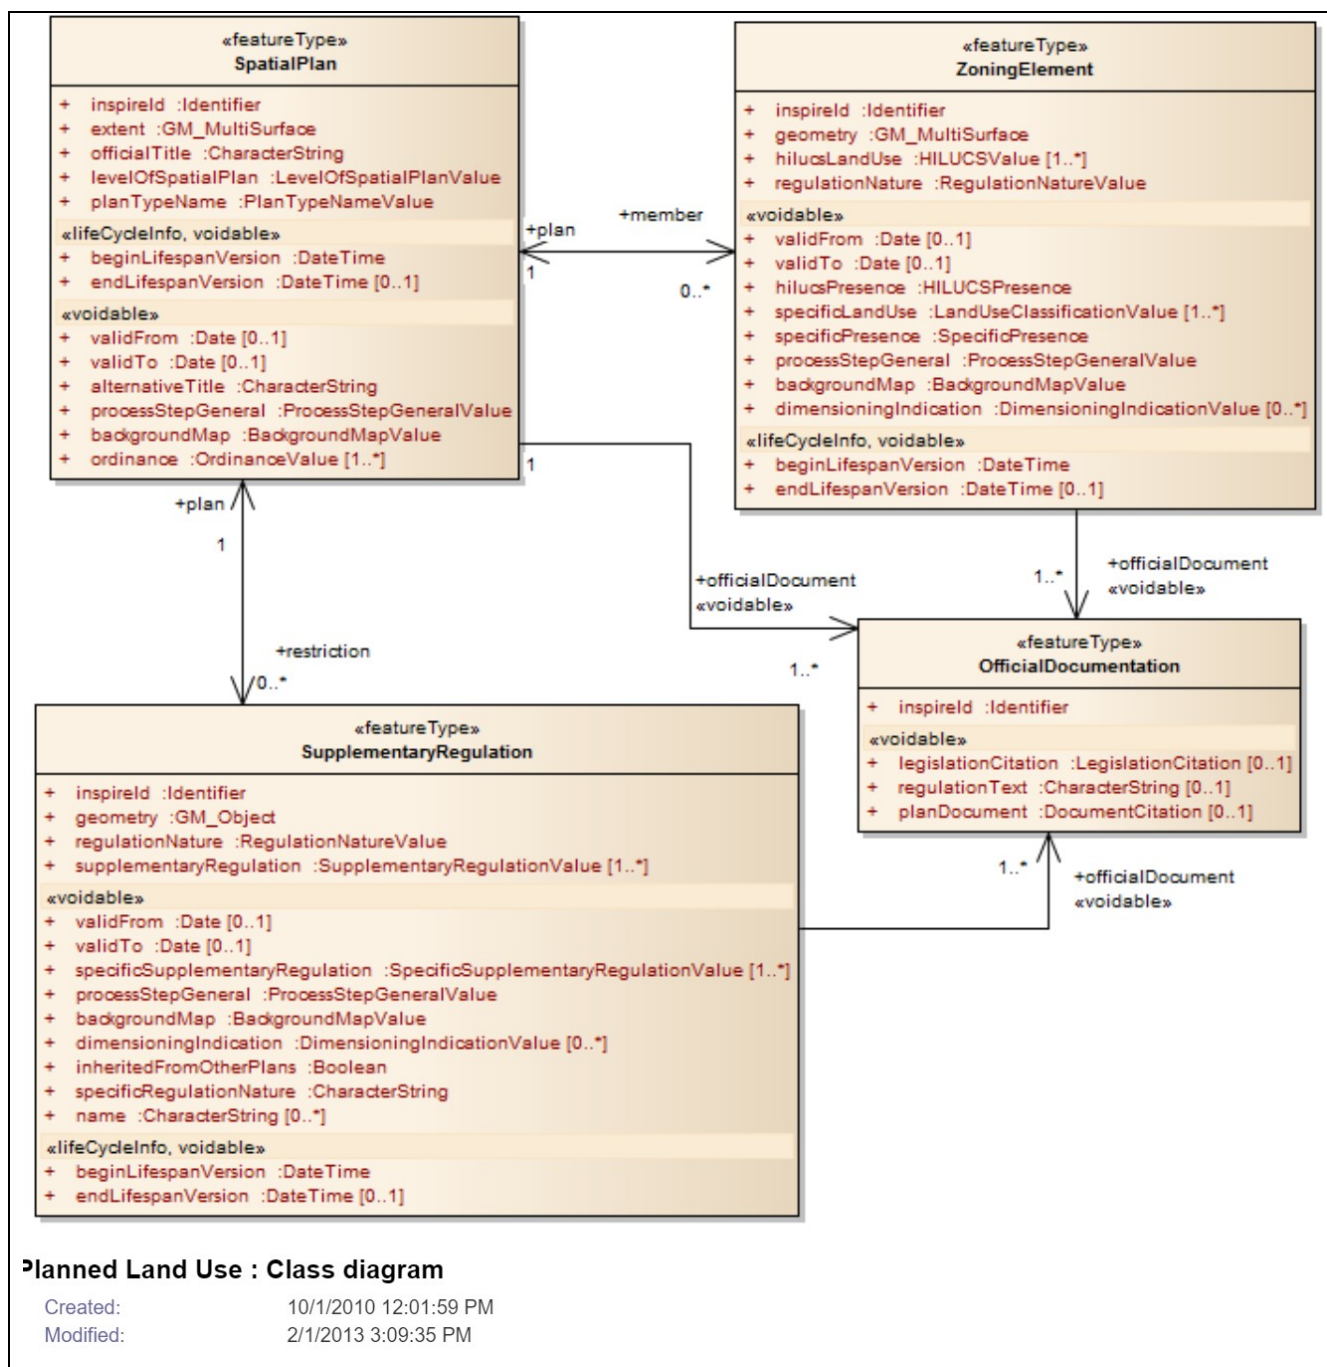 «featureType»
SpatialPlan
+ inspireId :Identifier
+ extent :GM_MultiSurface
+ officialTitle :CharacterString
+ levelOfSpatialPlan :LevelOfSpatialPlanValue
+ planTypeName :PlanTypeNameValue
«lifeCycleInfo, voidable»
+ beginLifespanVersion :DateTime
+ endLifespanVersion :DateTime [0..1]
«voidable»
+ validFrom :Date [0..1]
+ validTo :Date [0..1]
+ alternativeTitle :CharacterString
+ processStepGeneral :ProcessStepGeneralValue
+ backgroundMap :BackgroundMapValue
+ ordinance :OrdinanceValue [1..*]
+plan
1
+member
0..*
«featureType»
ZoningElement
+ inspireId :Identifier
+ geometry :GM_MultiSurface
+ hilucsLandUse :HILUCSValue [1..*]
+ regulationNature :RegulationNatureValue
«voidable»
+ validFrom :Date [0..1]
+ validTo :Date [0..1]
+ hilucsPresence :HILUCSPresence
+ specificLandUse :LandUseClassificationValue [1..*]
+ specificPresence :SpecificPresence
+ processStepGeneral :ProcessStepGeneralValue
+ backgroundMap :BackgroundMapValue
+ dimensioningIndication :DimensioningIndicationValue [0..*]
«lifeCycleInfo, voidable»
+ beginLifespanVersion :DateTime
+ endLifespanVersion :DateTime [0..1]
1
+plan
1
+restriction
0..*
+officialDocument
«voidable»
1..*
1..*
+officialDocument
«voidable»
«featureType»
OfficialDocumentation
+ inspireId :Identifier
«voidable»
+ legislationCitation :LegislationCitation [0..1]
+ regulationText :CharacterString [0..1]
+ planDocument :DocumentCitation [0..1]
1..*
+officialDocument
«voidable»
«featureType»
SupplementaryRegulation
+ inspireId :Identifier
+ geometry :GM_Object
+ regulationNature :RegulationNatureValue
+ supplementaryRegulation :SupplementaryRegulationValue [1..*]
«voidable»
+ validFrom :Date [0..1]
+ validTo :Date [0..1]
+ specificSupplementaryRegulation :SpecificSupplementaryRegulationValue [1..*]
+ processStepGeneral :ProcessStepGeneralValue
+ backgroundMap :BackgroundMapValue
+ dimensioningIndication :DimensioningIndicationValue [0..*]
+ inheritedFromOtherPlans :Boolean
+ specificRegulationNature :CharacterString
+ name :CharacterString [0..*]
«lifeCycleInfo, voidable»
+ beginLifespanVersion :DateTime
+ endLifespanVersion :DateTime [0..1]
Planned Land Use : Class diagram
Created: 10/1/2010 12:01:59 PM
Modified: 2/1/2013 3:09:35 PM